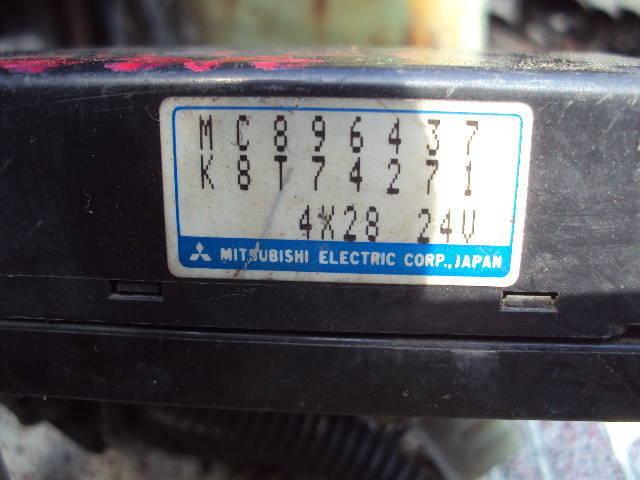 MC896437
K8T74271
4X28 24V
MITSUBISHI ELECTRIC CORP., JAPAN